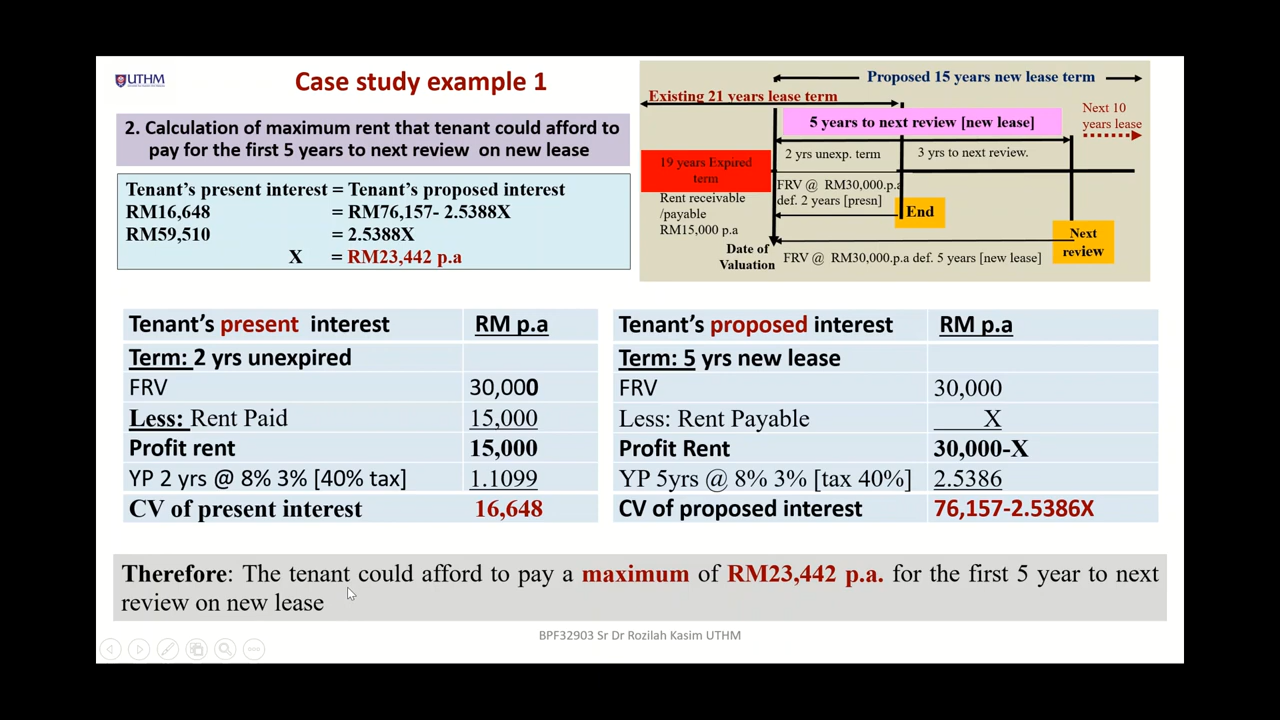 UTHM
Case study example 1
2. Calculation of maximum rent that tenant could afford to
pay for the first 5 years to next review on new lease
Tenant's present interest = Tenant's proposed interest
RM16,648 = RM76,157- 2.5388X
RM59,510 = 2.5388X
X = RM23,442 p.a
Proposed 15 years new lease term
Existing 21 years lease term
Next 10
years lease
5 years to next review [new lease]
2 yrs unexp. term
3 yrs to next review.
19 years Expired
term
FRV @ RM30,000.p.a
def. 2 years [presn]
Rent receivable
/payable
RM15,000 p.a
End
Next
review
Date of
Valuation
FRV @ RM30,000.p.a def. 5 years [new lease]
Tenant's present interest RM p.a
Term: 2 yrs unexpired
FRV 30,000
Less: Rent Paid 15,000
Profit rent 15,000
YP 2 yrs @ 8% 3% [40% tax] 1.1099
CV of present interest 16,648
Tenant's proposed interest RM p.a
Term: 5 yrs new lease
FRV 30,000
Less: Rent Payable X
Profit Rent 30,000-X
YP 5yrs @ 8% 3% [tax 40%] 2.5386
CV of proposed interest 76,157-2.5386X
Therefore: The tenant could afford to pay a maximum of RM23,442 p.a. for the first 5 year to next
review on new lease
BPF32903 Sr Dr Rozilah Kasim UTHM